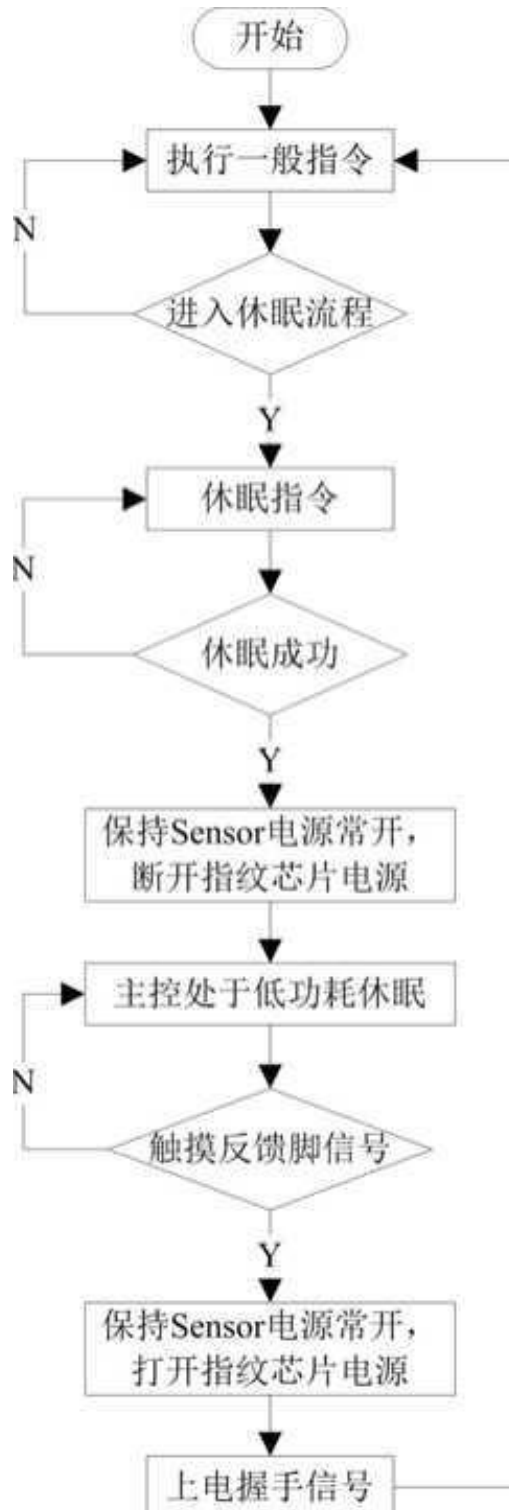 开始
执行一般指令
N
进入休眠流程
Y
休眠指令
N
休眠成功
Y
保持Sensor电源常开，
断开指纹芯片电源
主控处于低功耗休眠
N
触摸反馈脚信号
Y
保持Sensor电源常开，
打开指纹芯片电源
上电握手信号